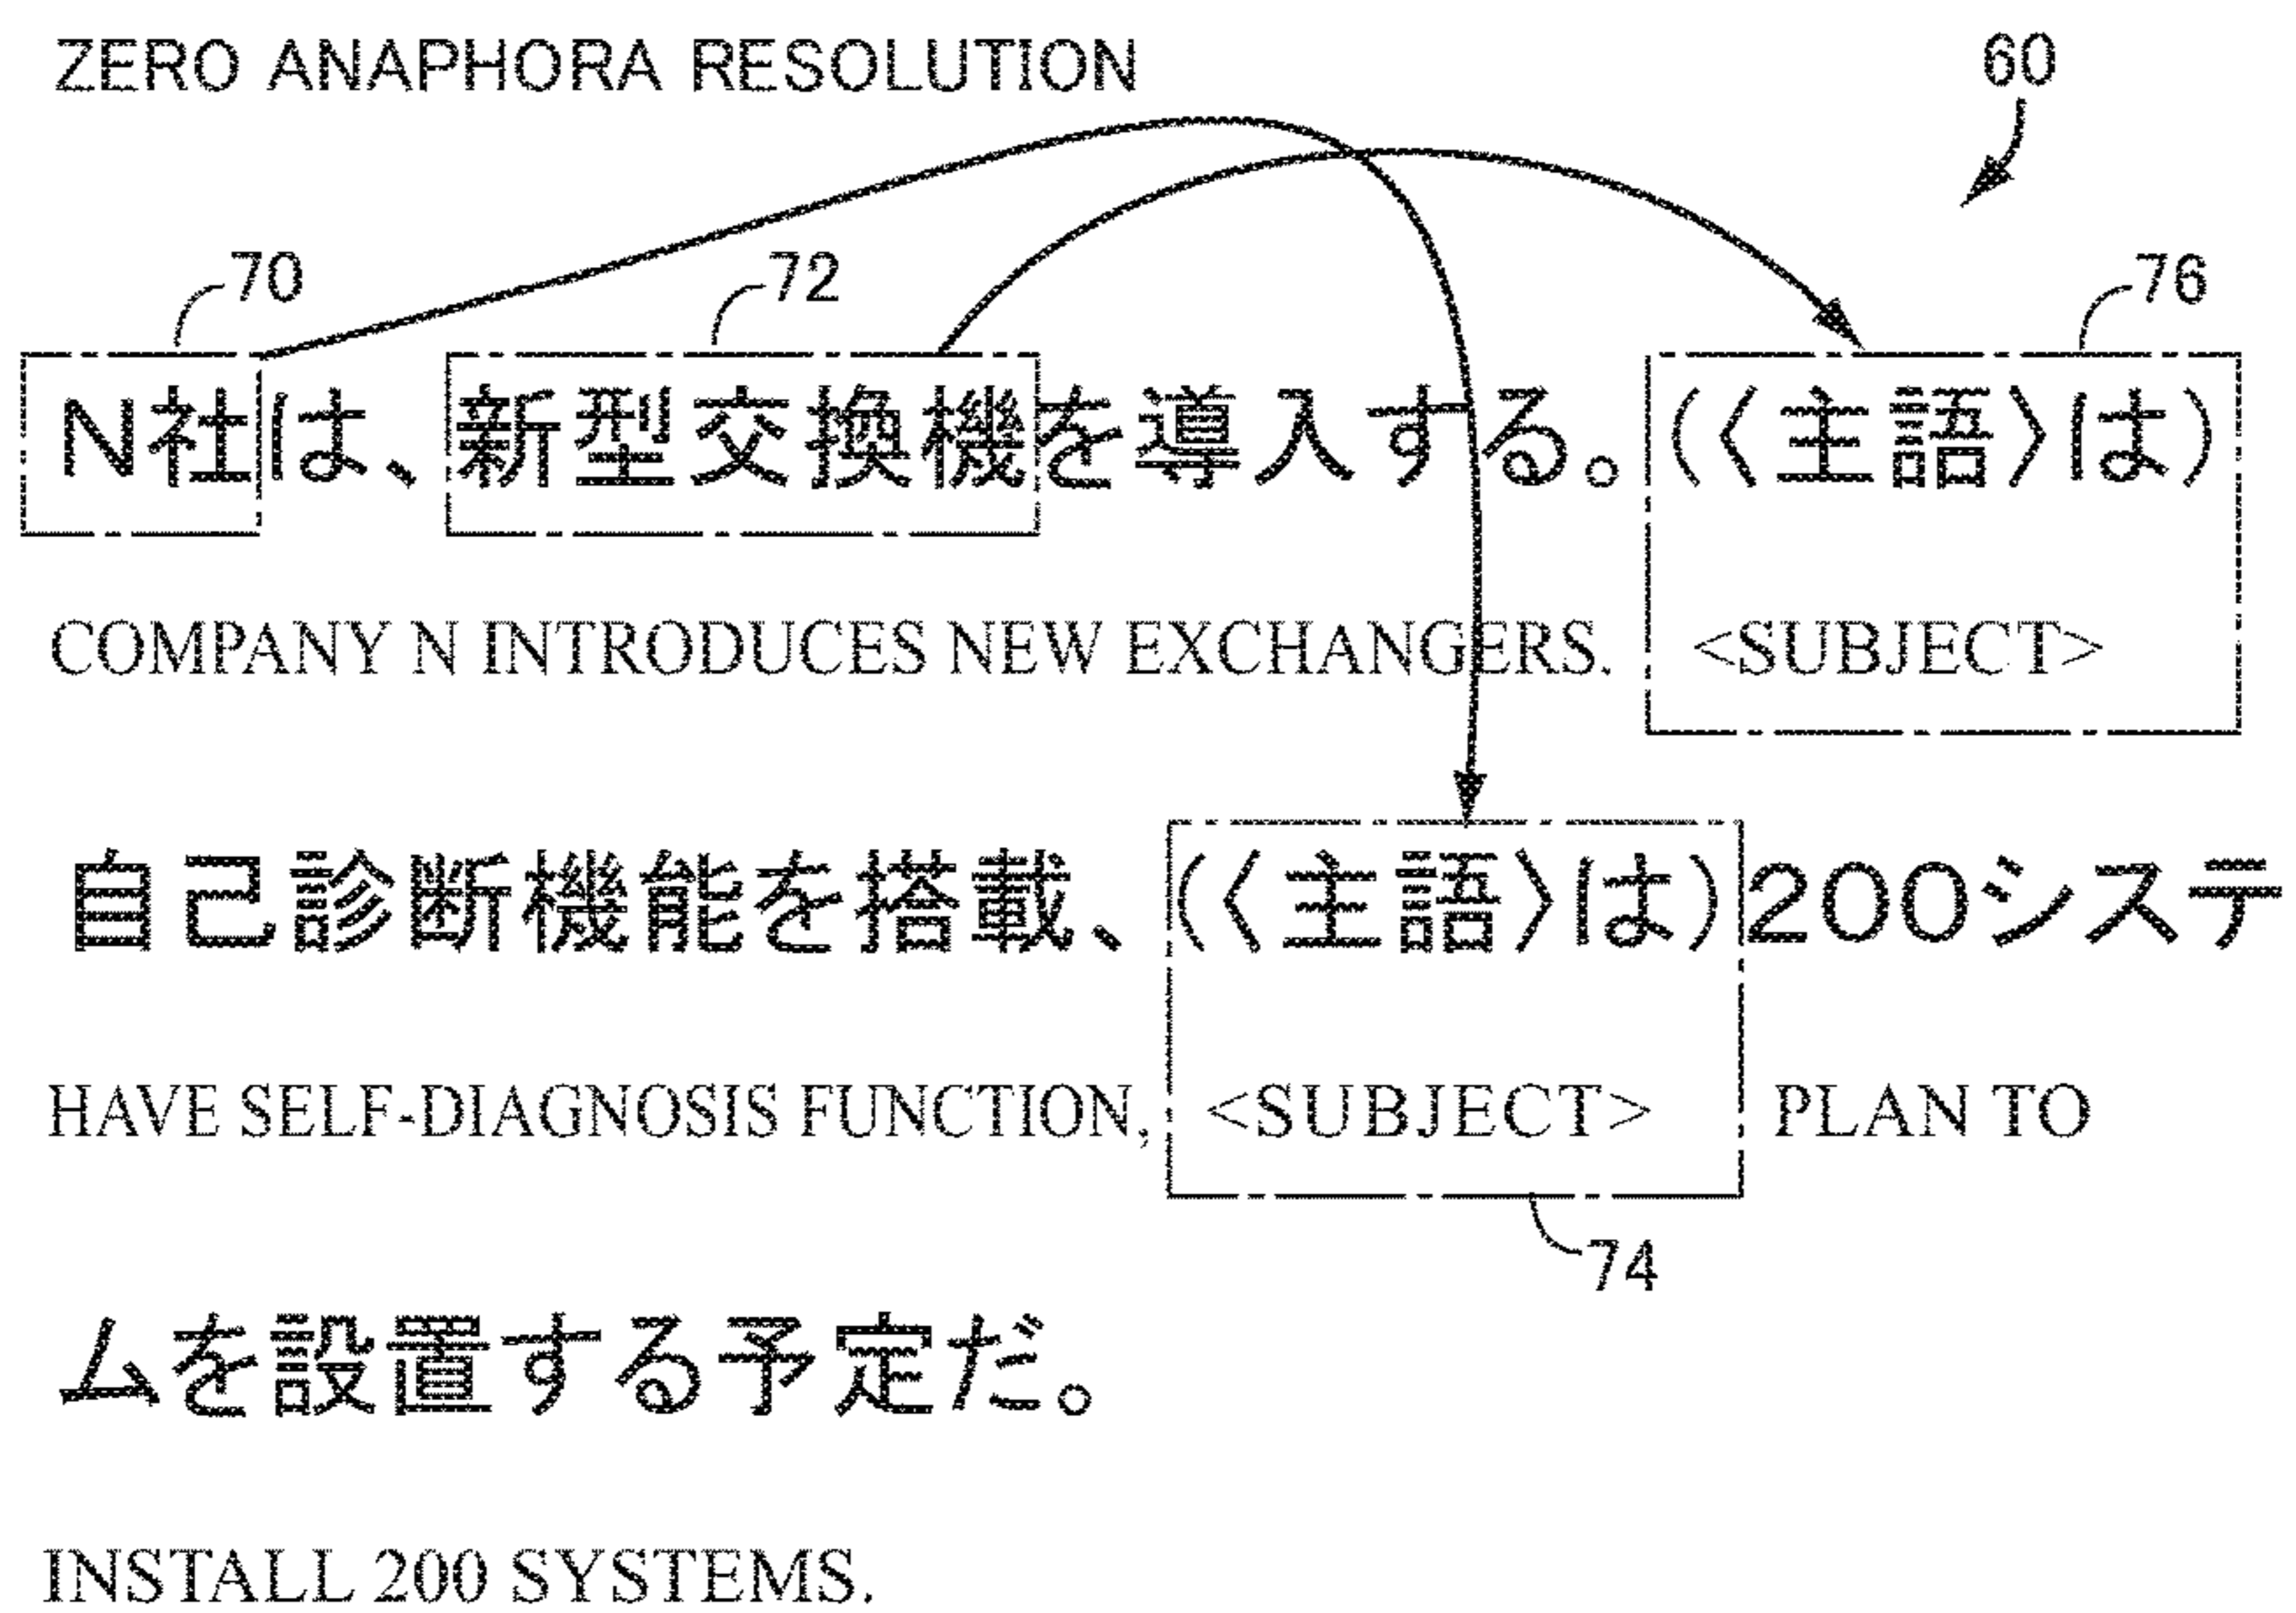 ZERO ANAPHORA RESOLUTION
60
70
72
76
N社は、新型交換機を導入する。(〈主語〉は)
COMPANY N INTRODUCES NEW EXCHANGERS. <SUBJECT>
自己診断機能を搭載、(〈主語〉は)200システ
HAVE SELF-DIAGNOSIS FUNCTION, <SUBJECT> PLAN TO
74
ムを設置する予定だ。
INSTALL 200 SYSTEMS.